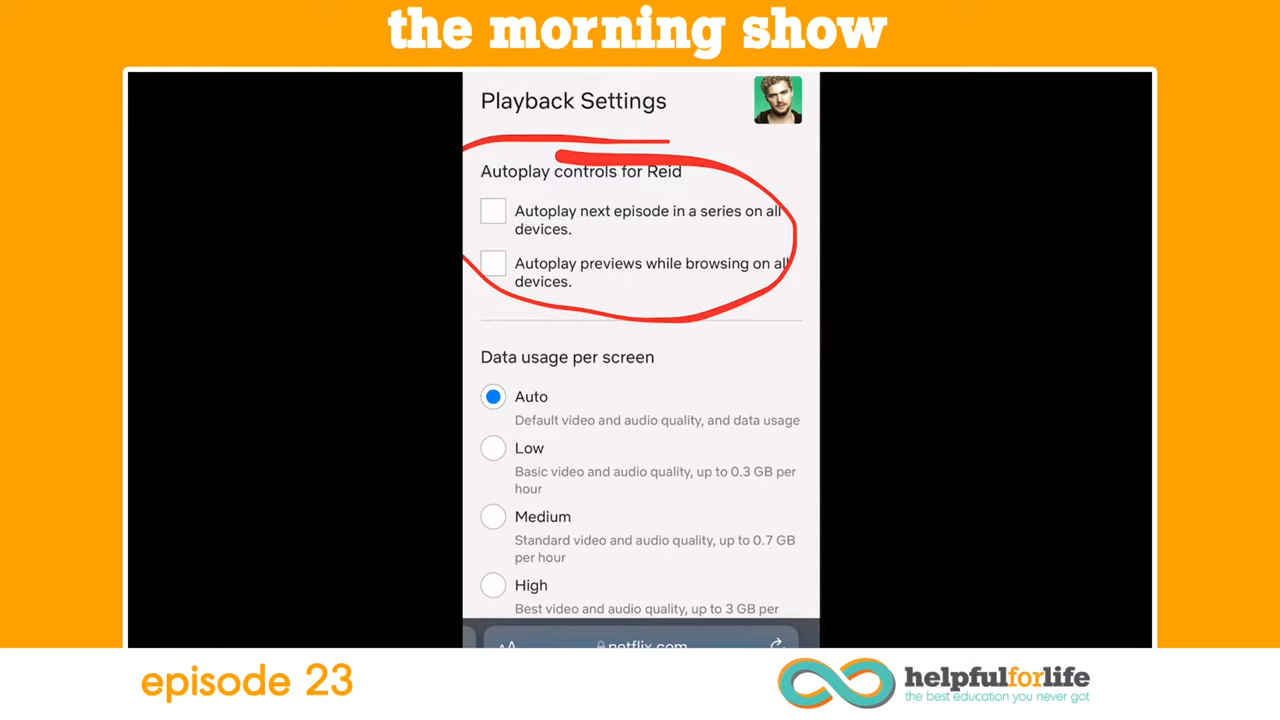 the morning show
Playback Settings
Autoplay controls for Reid
Autoplay next episode in a series on all
devices.
Autoplay previews while browsing on all
devices.
Data usage per screen
Auto
Default video and audio quality, and data usage
Low
Basic video and audio quality, up to 0.3 GB per
hour
Medium
Standard video and audio quality, up to 0.7 GB
per hour
High
Best video and audio quality, up to 3 GB per
AA netflix.com
episode 23
helpfulforlife
the best education you never got